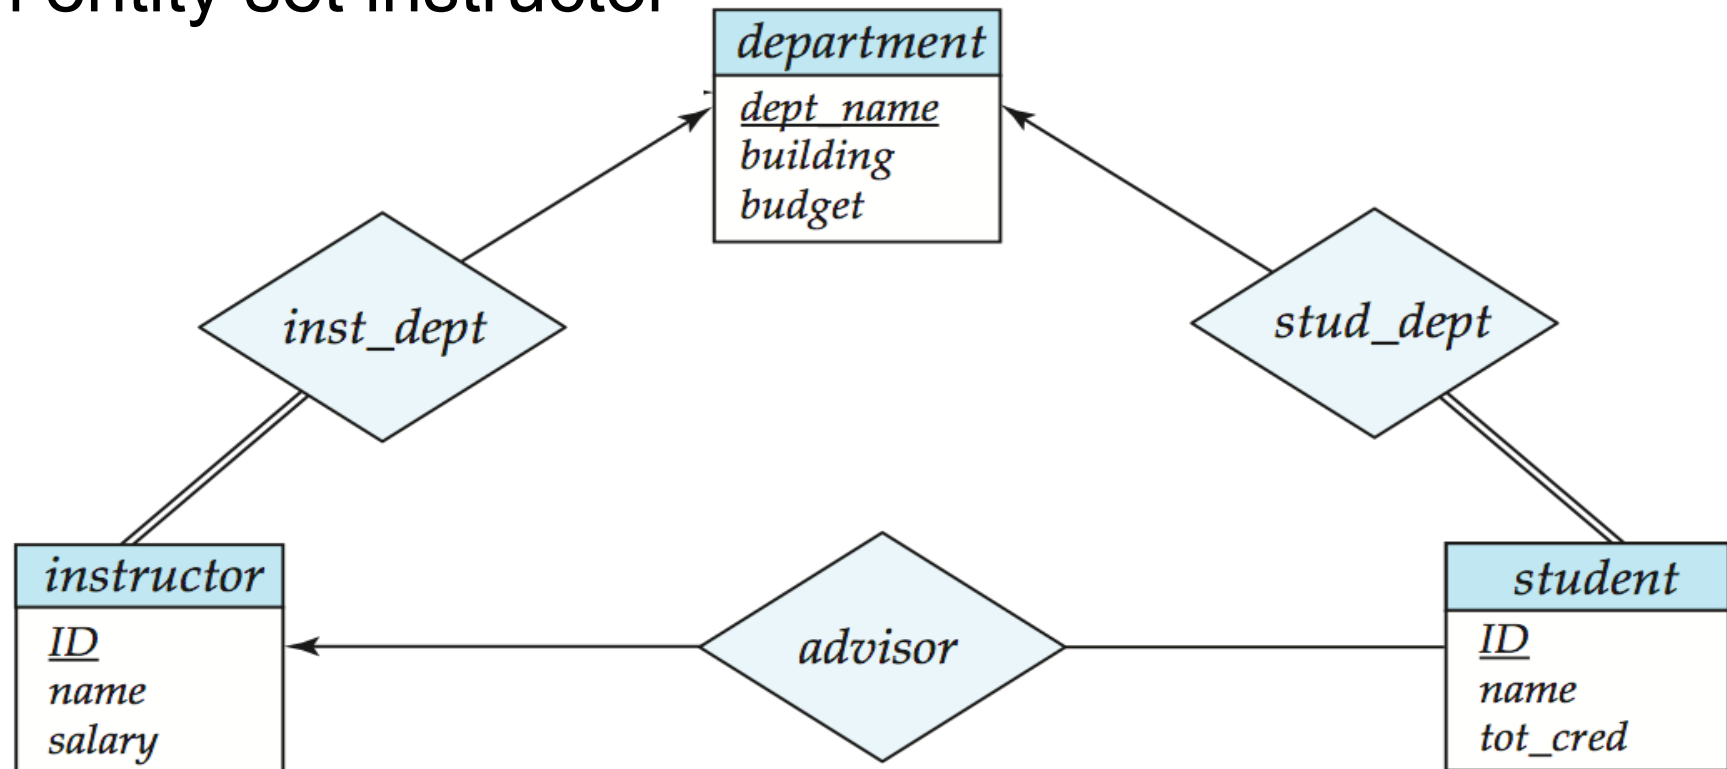 entity set instructor
department
dept_name
building
budget
inst_dept
stud_dept
instructor
ID
name
salary
advisor
student
ID
name
tot_cred